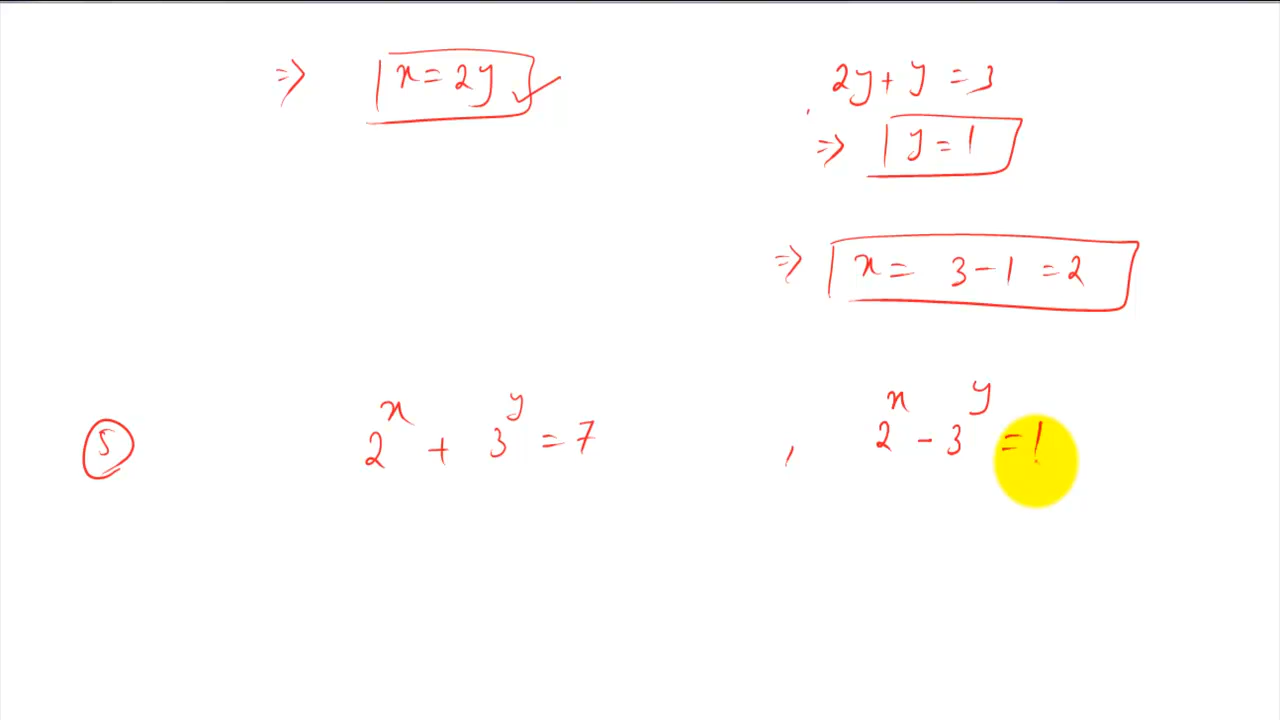 ⇒ x = 2y ✓
2y + y = 3
⇒ y = 1
⇒ x = 3 - 1 = 2
5 2^x + 3^y = 7 , 2^x - 3^y = 1